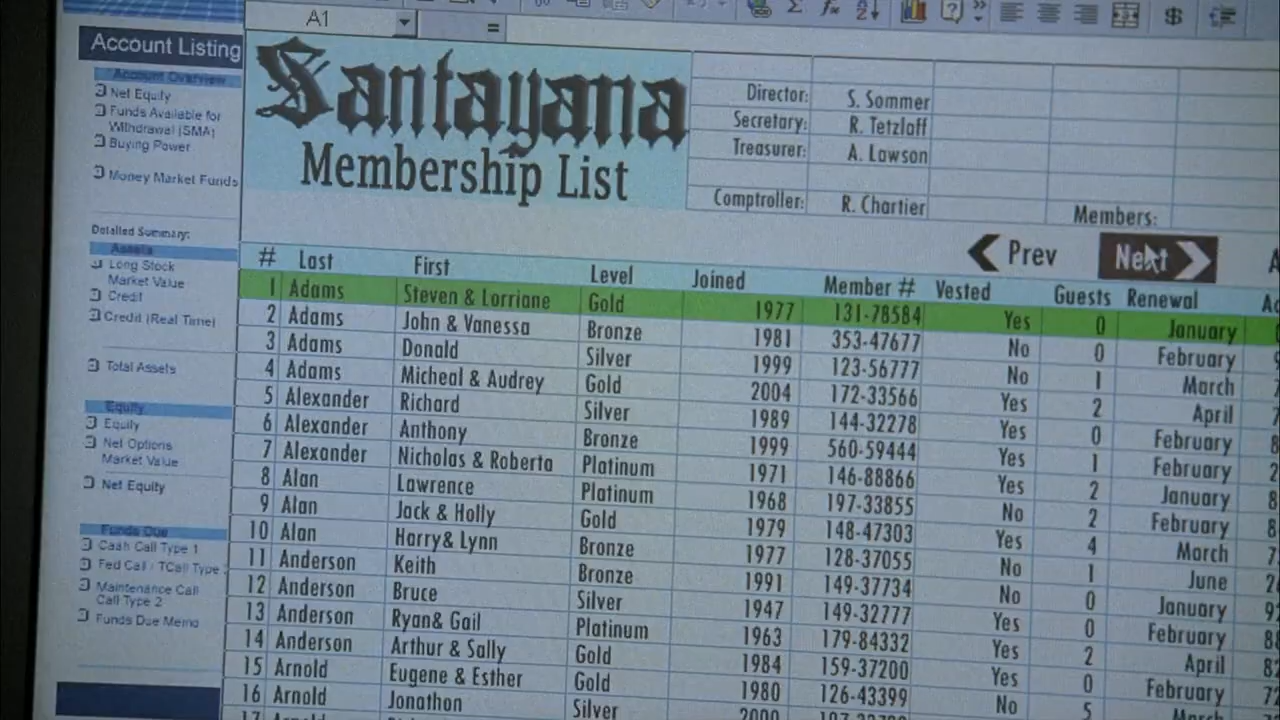 A1 =
Account Listing
Account Overview
Net Equity
Funds Available for
Withdrawal (SMA)
Buying Power
Money Market Funds
Detailed Summary:
Assets
Long Stock
Market Value
Credit
Credit (Real Time)
Total Assets
Equity
Equity
Net Options
Market Value
Net Equity
Funds Due
Cash Call Type 1
Fed Call / TCall Type
Maintenance Call
Call Type 2
Funds Due Memo
Santayana
Membership List
Director: S. Sommer
Secretary: R. Tetzlaff
Treasurer: A. Lawson
Comptroller: R. Chartier
Members:
Prev Next
# Last First Level Joined Member # Vested Guests Renewal
1 Adams Steven & Lorriane Gold 1977 131-78584 Yes 0 January
2 Adams John & Vanessa Bronze 1981 353-47677 No 0 February
3 Adams Donald Silver 1999 123-56777 No 1 March
4 Adams Micheal & Audrey Gold 2004 172-33566 Yes 2 April
5 Alexander Richard Silver 1989 144-32278 Yes 0 February
6 Alexander Anthony Bronze 1999 560-59444 Yes 1 February
7 Alexander Nicholas & Roberta Platinum 1971 146-88866 Yes 2 January
8 Alan Lawrence Platinum 1968 197-33855 No 2 February
9 Alan Jack & Holly Gold 1979 148-47303 Yes 4 March
10 Alan Harry& Lynn Bronze 1977 128-37055 No 1 June
11 Anderson Keith Bronze 1991 149-37734 No 0 January
12 Anderson Bruce Silver 1947 149-32777 Yes 0 February
13 Anderson Ryan& Gail Platinum 1963 179-84332 Yes 2 April
14 Anderson Arthur & Sally Gold 1984 159-37200 Yes 0 February
15 Arnold Eugene & Esther Gold 1980 126-43399 No 5 March
16 Arnold Jonathon Silver 2000